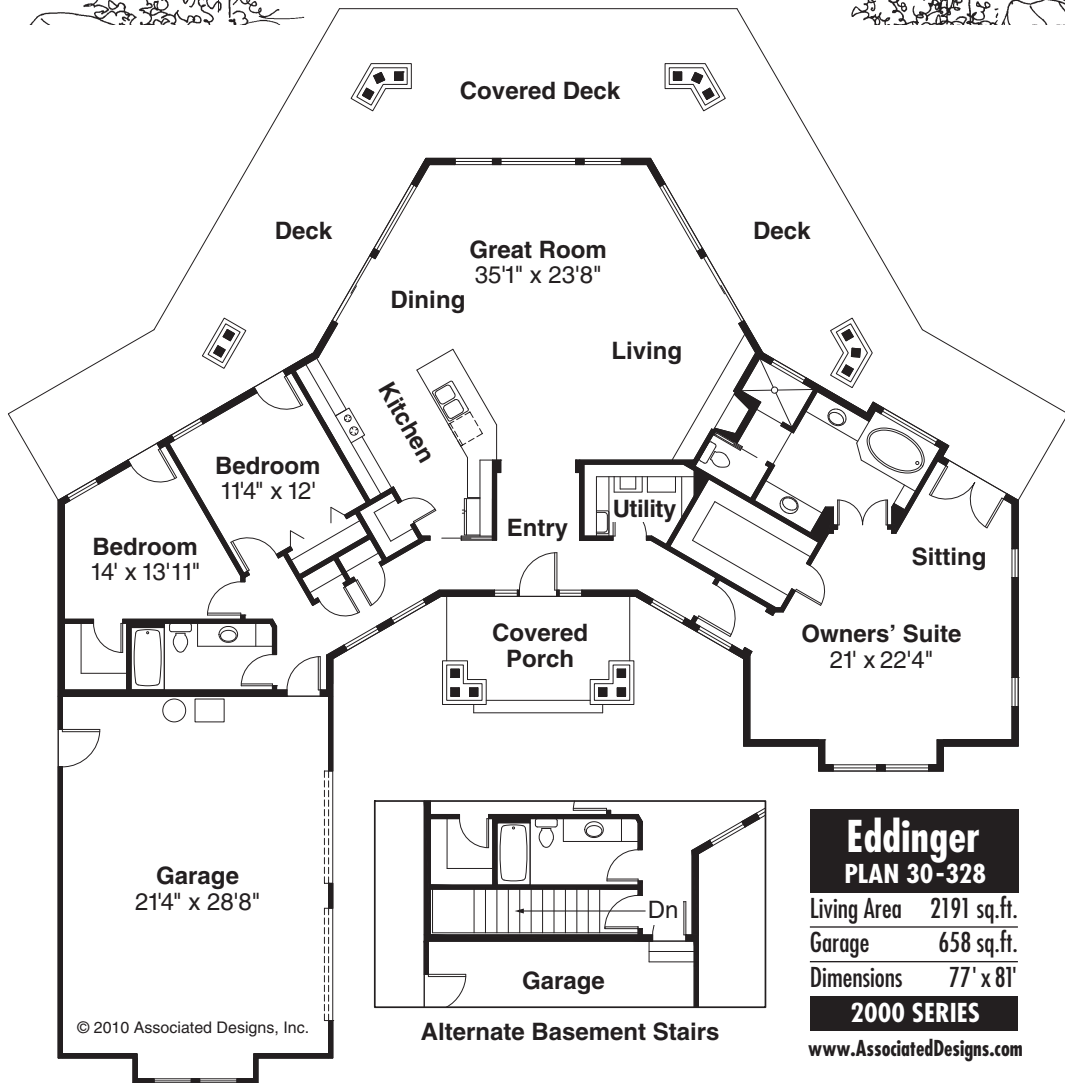 Covered Deck
Deck
Deck
Great Room
35'1" x 23'8"
Dining
Living
Kitchen
Bedroom
11'4" x 12'
Utility
Entry
Bedroom
14' x 13'11"
Sitting
Covered
Porch
Owners' Suite
21' x 22'4"
Garage
21'4" x 28'8"
© 2010 Associated Designs, Inc.
Dn
Garage
Alternate Basement Stairs
Eddinger
PLAN 30-328
Living Area 2191 sq.ft.
Garage 658 sq.ft.
Dimensions 77' x 81'
2000 SERIES
www.AssociatedDesigns.com